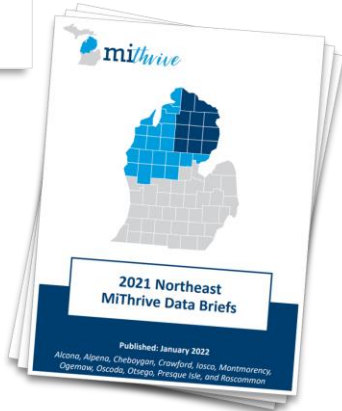 mithrive
2021 Northeast
MiThrive Data Briefs
Published: January 2022
Alcona, Alpena, Cheboygan, Crawford, Iosco, Montmorency,
Ogemaw, Oscoda, Otsego, Presque Isle, and Roscommon